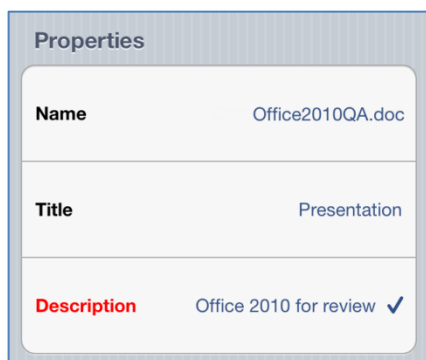 Properties
Name Office2010QA.doc
Title Presentation
Description Office 2010 for review ✓